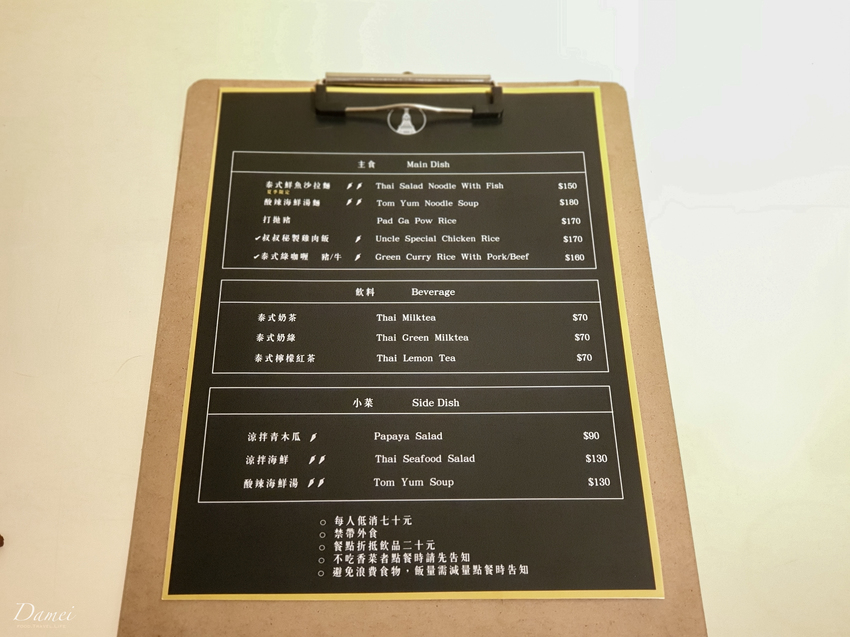 主食 Main Dish
泰式鮮魚沙拉麵 Thai Salad Noodle With Fish $150
夏季限定
酸辣海鮮湯麵 Tom Yum Noodle Soup $180
打拋豬 Pad Ga Pow Rice $170
✓叔叔秘製雞肉飯 Uncle Special Chicken Rice $170
✓泰式綠咖喱 豬/牛 Green Curry Rice With Pork/Beef $160
飲料 Beverage
泰式奶茶 Thai Milktea $70
泰式奶綠 Thai Green Milktea $70
泰式檸檬紅茶 Thai Lemon Tea $70
小菜 Side Dish
涼拌青木瓜 Papaya Salad $90
涼拌海鮮 Thai Seafood Salad $130
酸辣海鮮湯 Tom Yum Soup $130
○ 每人低消七十元
○ 禁帶外食
○ 餐點折抵飲品二十元
○ 不吃香菜者點餐時請先告知
○ 避免浪費食物，飯量需減量點餐時告知
Damei